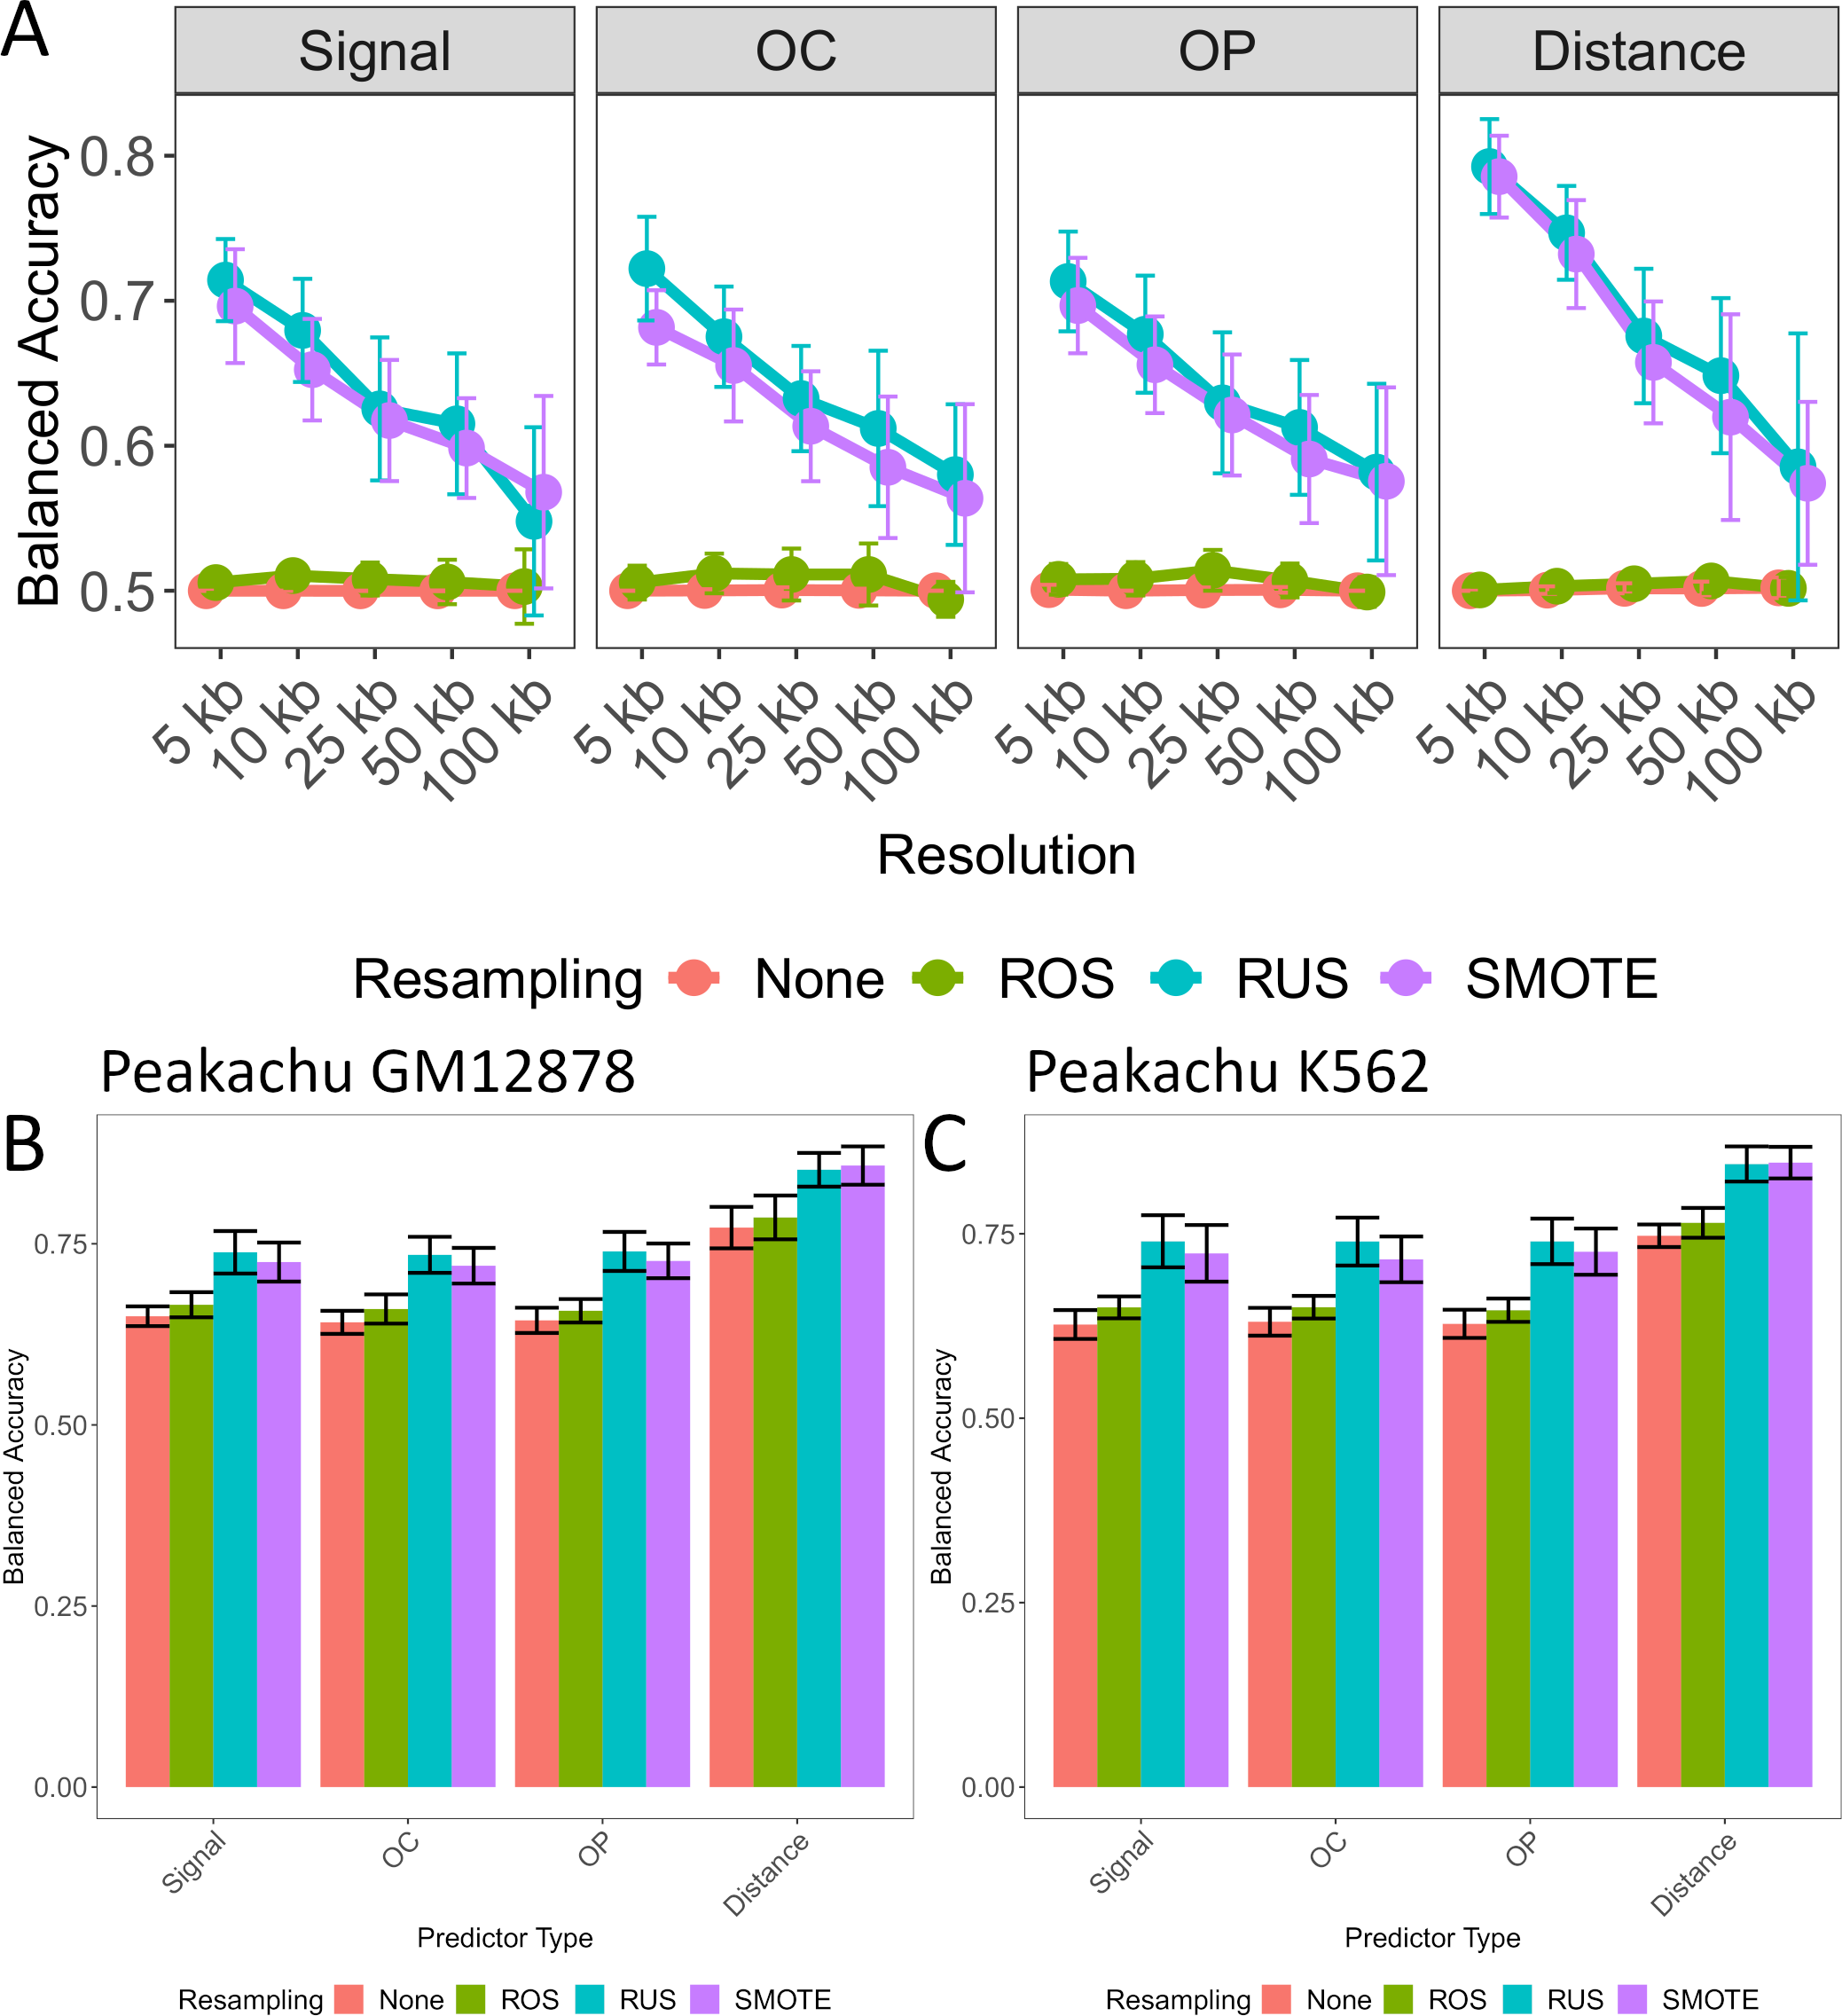 A
Signal OC OP Distance
Balanced Accuracy
0.8
0.7
0.6
0.5
5 kb 10 kb 25 kb 50 kb 100 kb 5 kb 10 kb 25 kb 50 kb 100 kb 5 kb 10 kb 25 kb 50 kb 100 kb 5 kb 10 kb 25 kb 50 kb 100 kb
Resolution
Resampling None ROS RUS SMOTE
Peakachu GM12878
B
Balanced Accuracy
0.75
0.50
0.25
0.00
Signal OC OP Distance
Predictor Type
Resampling None ROS RUS SMOTE
Peakachu K562
C
Balanced Accuracy
0.75
0.50
0.25
0.00
Signal OC OP Distance
Predictor Type
Resampling None ROS RUS SMOTE